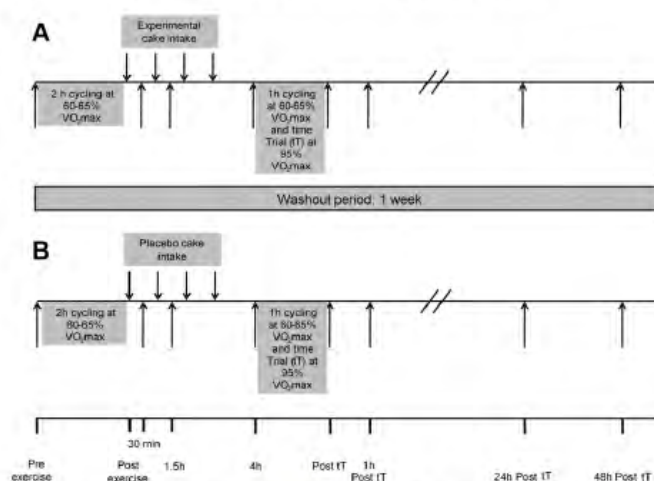 Experimental
cake intake
A
2 h cycling at
60-65%
VO₂max
1h cycling
at 60-65%
VO₂max
and time
Trial (tT) at
95%
VO₂max
Washout period: 1 week
Placebo cake
intake
B
2h cycling at
60-65%
VO₂max
1h cycling
at 60-65%
VO₂max
and time
Trial (tT) at
95%
VO₂max
30 min
Pre
exercise
Post
exercise
1.5h
4h
Post tT
1h
Post tT
24h Post tT
48h Post tT